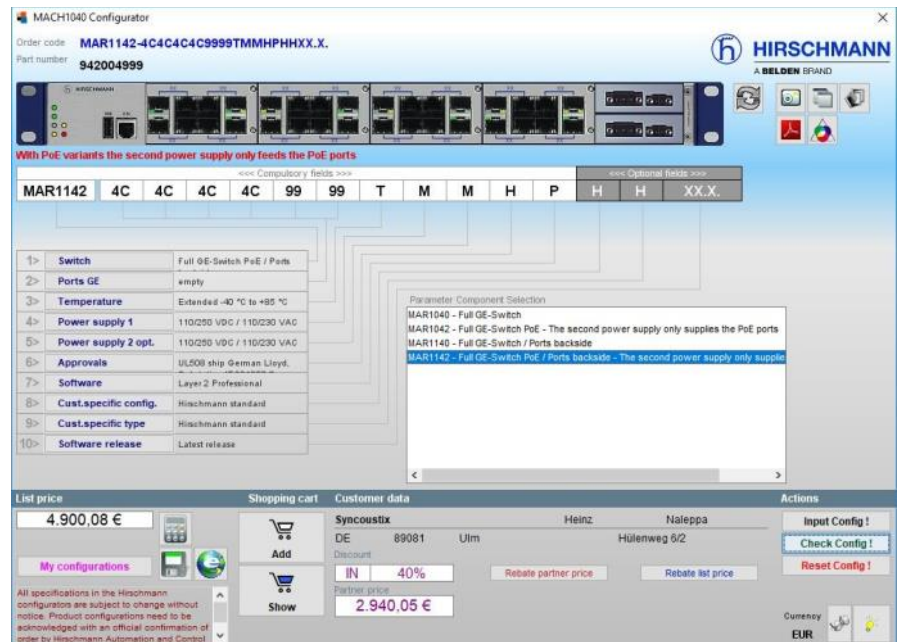 MACH1040 Configurator
Order code MAR1142-4C4C4C4C9999TMMHPHHXX.X.
Part number 942004999
HIRSCHMANN
A BELDEN BRAND
With PoE variants the second power supply only feeds the PoE ports
<<< Compulsory fields >>> <<< Optional fields >>>
MAR1142 4C 4C 4C 4C 99 99 T M M H P H H XX.X.
1> Switch Full GE-Switch PoE / Ports
2> Ports GE empty
3> Temperature Extended -40 °C to +85 °C
4> Power supply 1 110/250 VDC / 110/230 VAC
5> Power supply 2 opt. 110/250 VDC / 110/230 VAC
6> Approvals UL508 ship German Lloyd,
7> Software Layer 2 Professional
8> Cust.specific config. Hirschmann standard
9> Cust.specific type Hirschmann standard
10> Software release Latest release
Parameter Component Selection
MAR1040 - Full GE-Switch
MAR1042 - Full GE-Switch PoE - The second power supply only supplies the PoE ports
MAR1140 - Full GE-Switch / Ports backside
MAR1142 - Full GE-Switch PoE / Ports backside - The second power supply only supplie
List price Shopping cart Customer data Actions
4.900,08 €
My configurations
All specifications in the Hirschmann
configurators are subject to change without
notice. Product configurations need to be
acknowledged with an official confirmation of
order by Hirschmann Automation and Control
Add
Show
Syncoustix Heinz Naleppa
DE 89081 Ulm Hülenweg 6/2
Discount
IN 40%
Rebate partner price Rebate list price
Partner price
2.940,05 €
Input Config !
Check Config !
Reset Config !
Currency
EUR